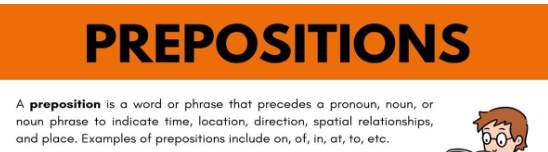 PREPOSITIONS
A preposition is a word or phrase that precedes a pronoun, noun, or
noun phrase to indicate time, location, direction, spatial relationships,
and place. Examples of prepositions include on, of, in, at, to, etc.